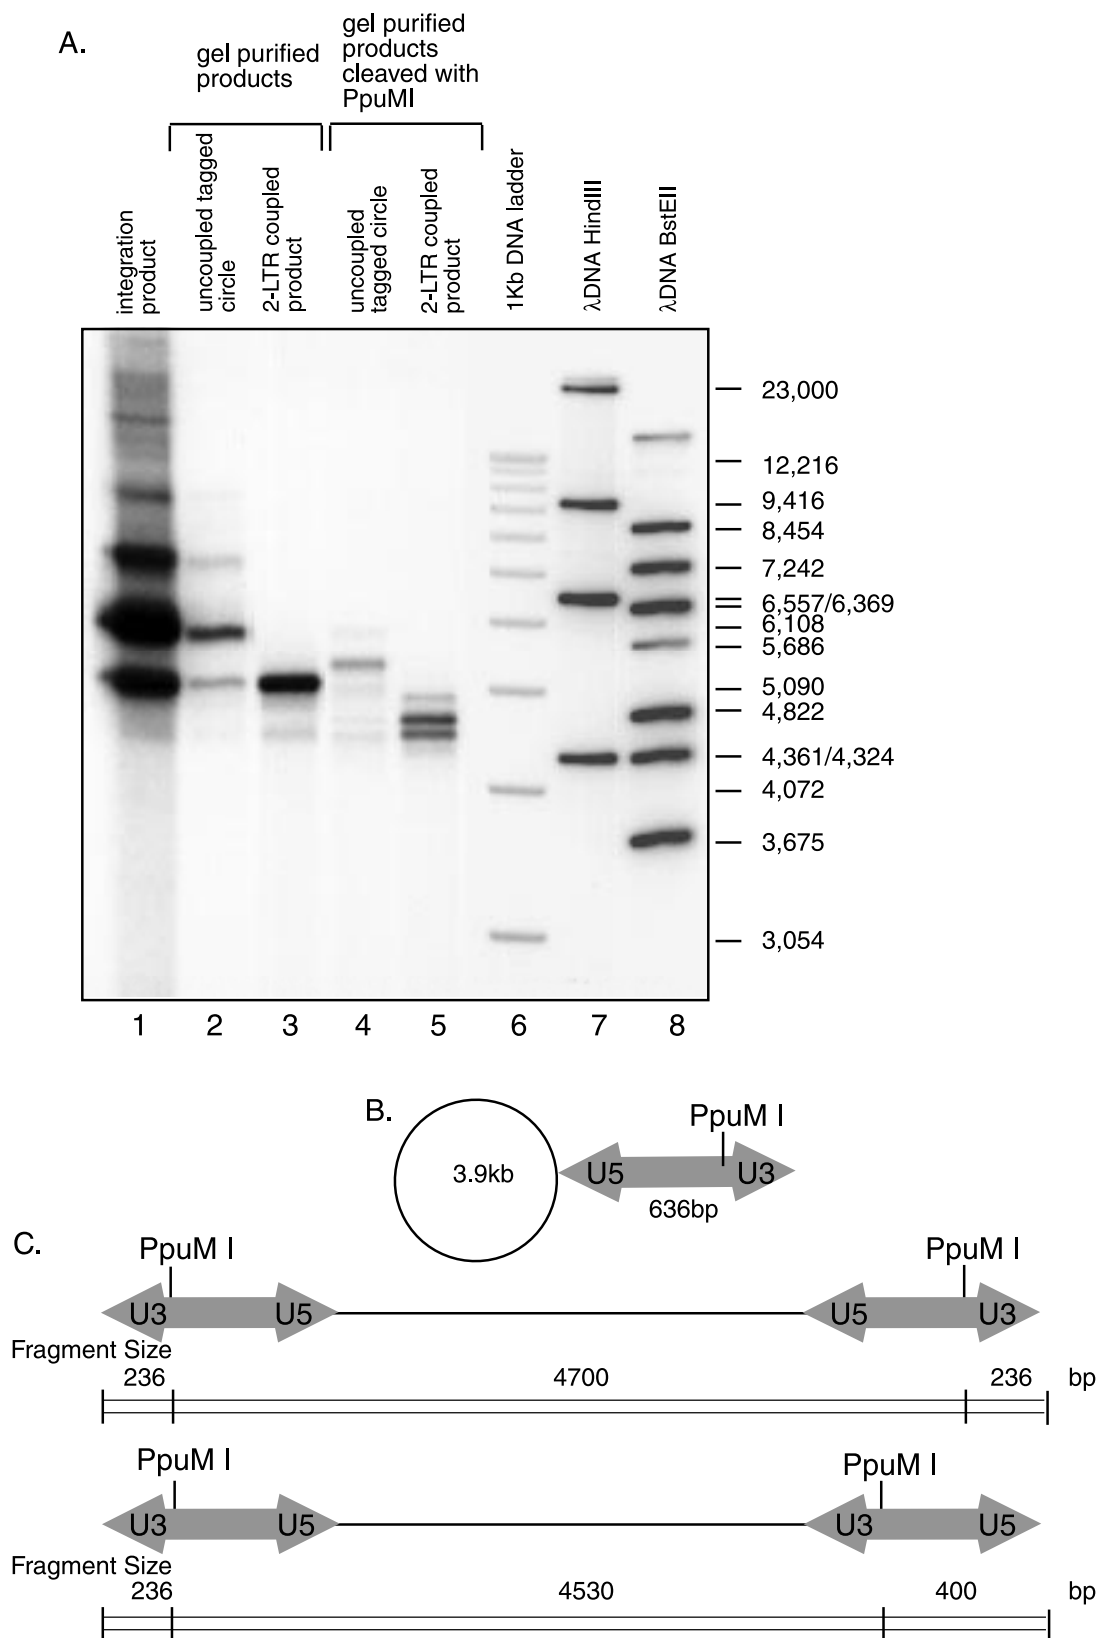 A.
gel purified
products
gel purified
products
cleaved with
PpuMI
integration
product
uncoupled tagged
circle
2-LTR coupled
product
uncoupled
tagged circle
2-LTR coupled
product
1Kb DNA ladder
λDNA HindIII
λDNA BstEII
23,000
12,216
9,416
8,454
7,242
6,557/6,369
6,108
5,686
5,090
4,822
4,361/4,324
4,072
3,675
3,054
1 2 3 4 5 6 7 8
B.
PpuM I
3.9kb
U5 U3
636bp
C.
PpuM I PpuM I
U3 U5 U5 U3
Fragment Size
236 4700 236 bp
PpuM I PpuM I
U3 U5 U3 U5
Fragment Size
236 4530 400 bp